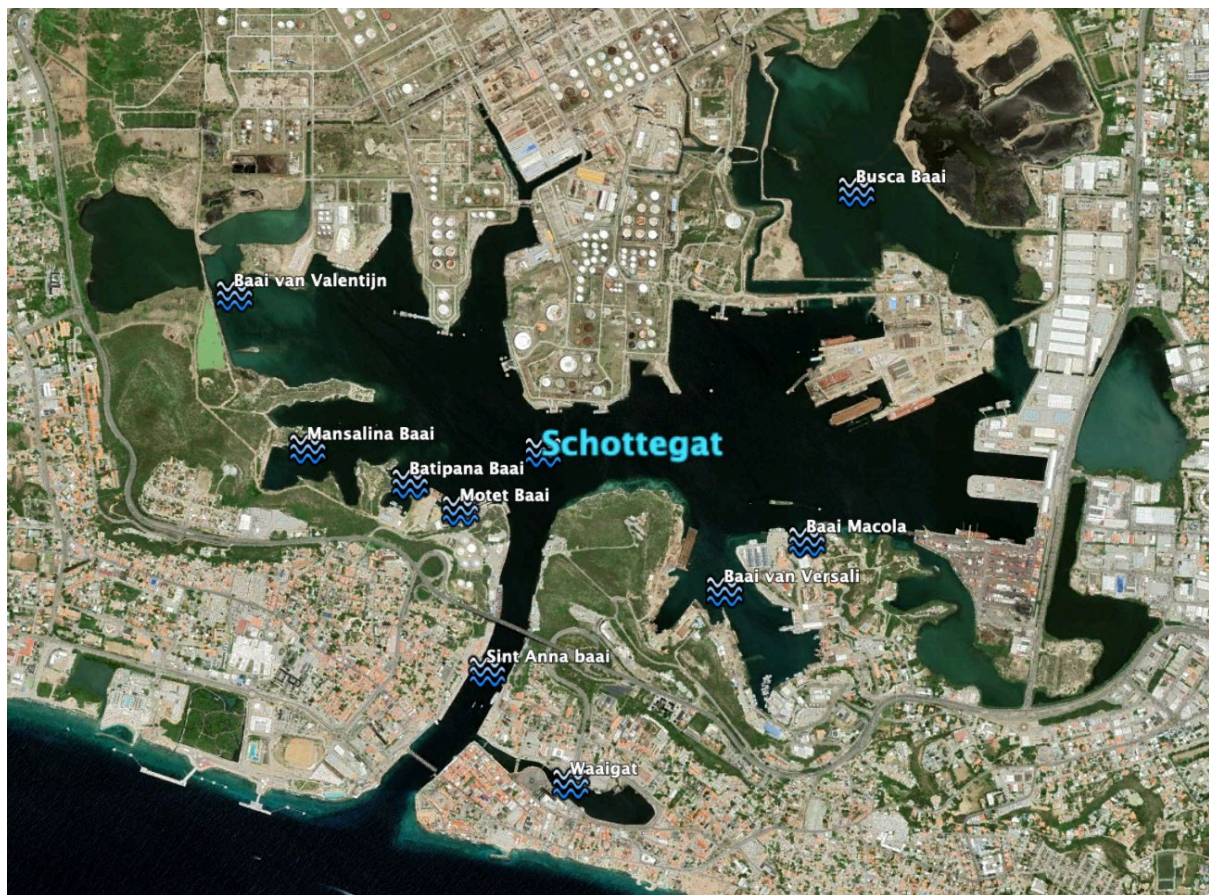 Busca Baai
Baai van Valentijn
Mansalina Baai
Schottegat
Batipana Baai
Motet Baai
Baai Macola
Baai van Versali
Sint Anna baai
Waaigat